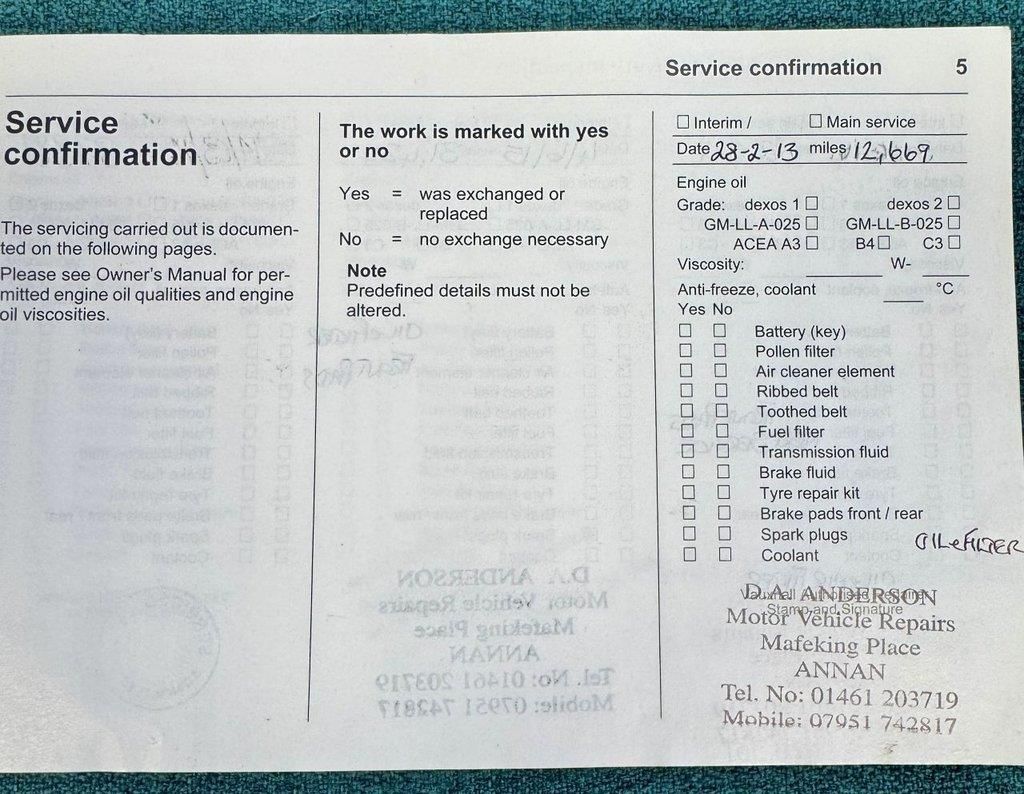 Service confirmation 5
Service
confirmation
The servicing carried out is documen-
ted on the following pages.
Please see Owner's Manual for per-
mitted engine oil qualities and engine
oil viscosities.
The work is marked with yes
or no
Yes = was exchanged or
replaced
No = no exchange necessary
Note
Predefined details must not be
altered.
☐ Interim / ☐ Main service
Date 28-2-13 miles 12,669
Engine oil
Grade: dexos 1 ☐ dexos 2 ☐
GM-LL-A-025 ☐ GM-LL-B-025 ☐
ACEA A3 ☐ B4 ☐ C3 ☐
Viscosity: W-
Anti-freeze, coolant °C
Yes No
☐ ☐ Battery (key)
☐ ☐ Pollen filter
☐ ☐ Air cleaner element
☐ ☐ Ribbed belt
☐ ☐ Toothed belt
☐ ☐ Fuel filter
☐ ☐ Transmission fluid
☐ ☐ Brake fluid
☐ ☐ Tyre repair kit
☐ ☐ Brake pads front / rear
☐ ☐ Spark plugs
☐ ☐ Coolant
OIL & FILTER
Vauxhall Authorised Repairer
Stamp and Signature
D.A. ANDERSON
Motor Vehicle Repairs
Mafeking Place
ANNAN
Tel. No: 01461 203719
Mobile: 07951 742817